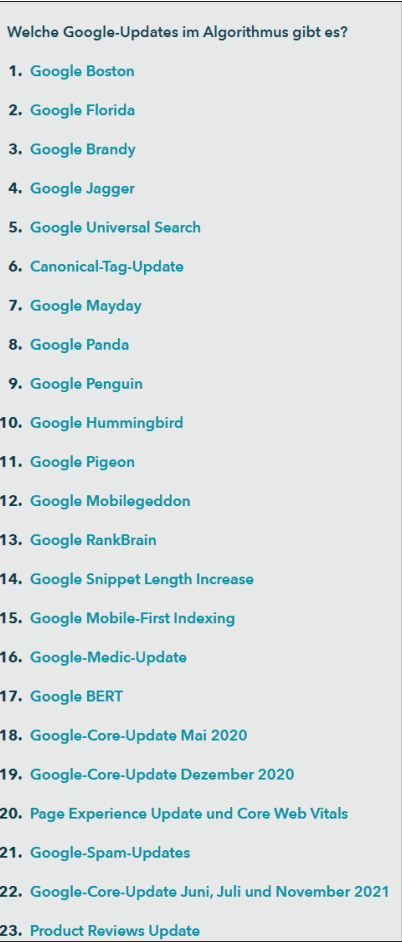 Welche Google-Updates im Algorithmus gibt es?
1. Google Boston
2. Google Florida
3. Google Brandy
4. Google Jagger
5. Google Universal Search
6. Canonical-Tag-Update
7. Google Mayday
8. Google Panda
9. Google Penguin
10. Google Hummingbird
11. Google Pigeon
12. Google Mobilegeddon
13. Google RankBrain
14. Google Snippet Length Increase
15. Google Mobile-First Indexing
16. Google-Medic-Update
17. Google BERT
18. Google-Core-Update Mai 2020
19. Google-Core-Update Dezember 2020
20. Page Experience Update und Core Web Vitals
21. Google-Spam-Updates
22. Google-Core-Update Juni, Juli und November 2021
23. Product Reviews Update